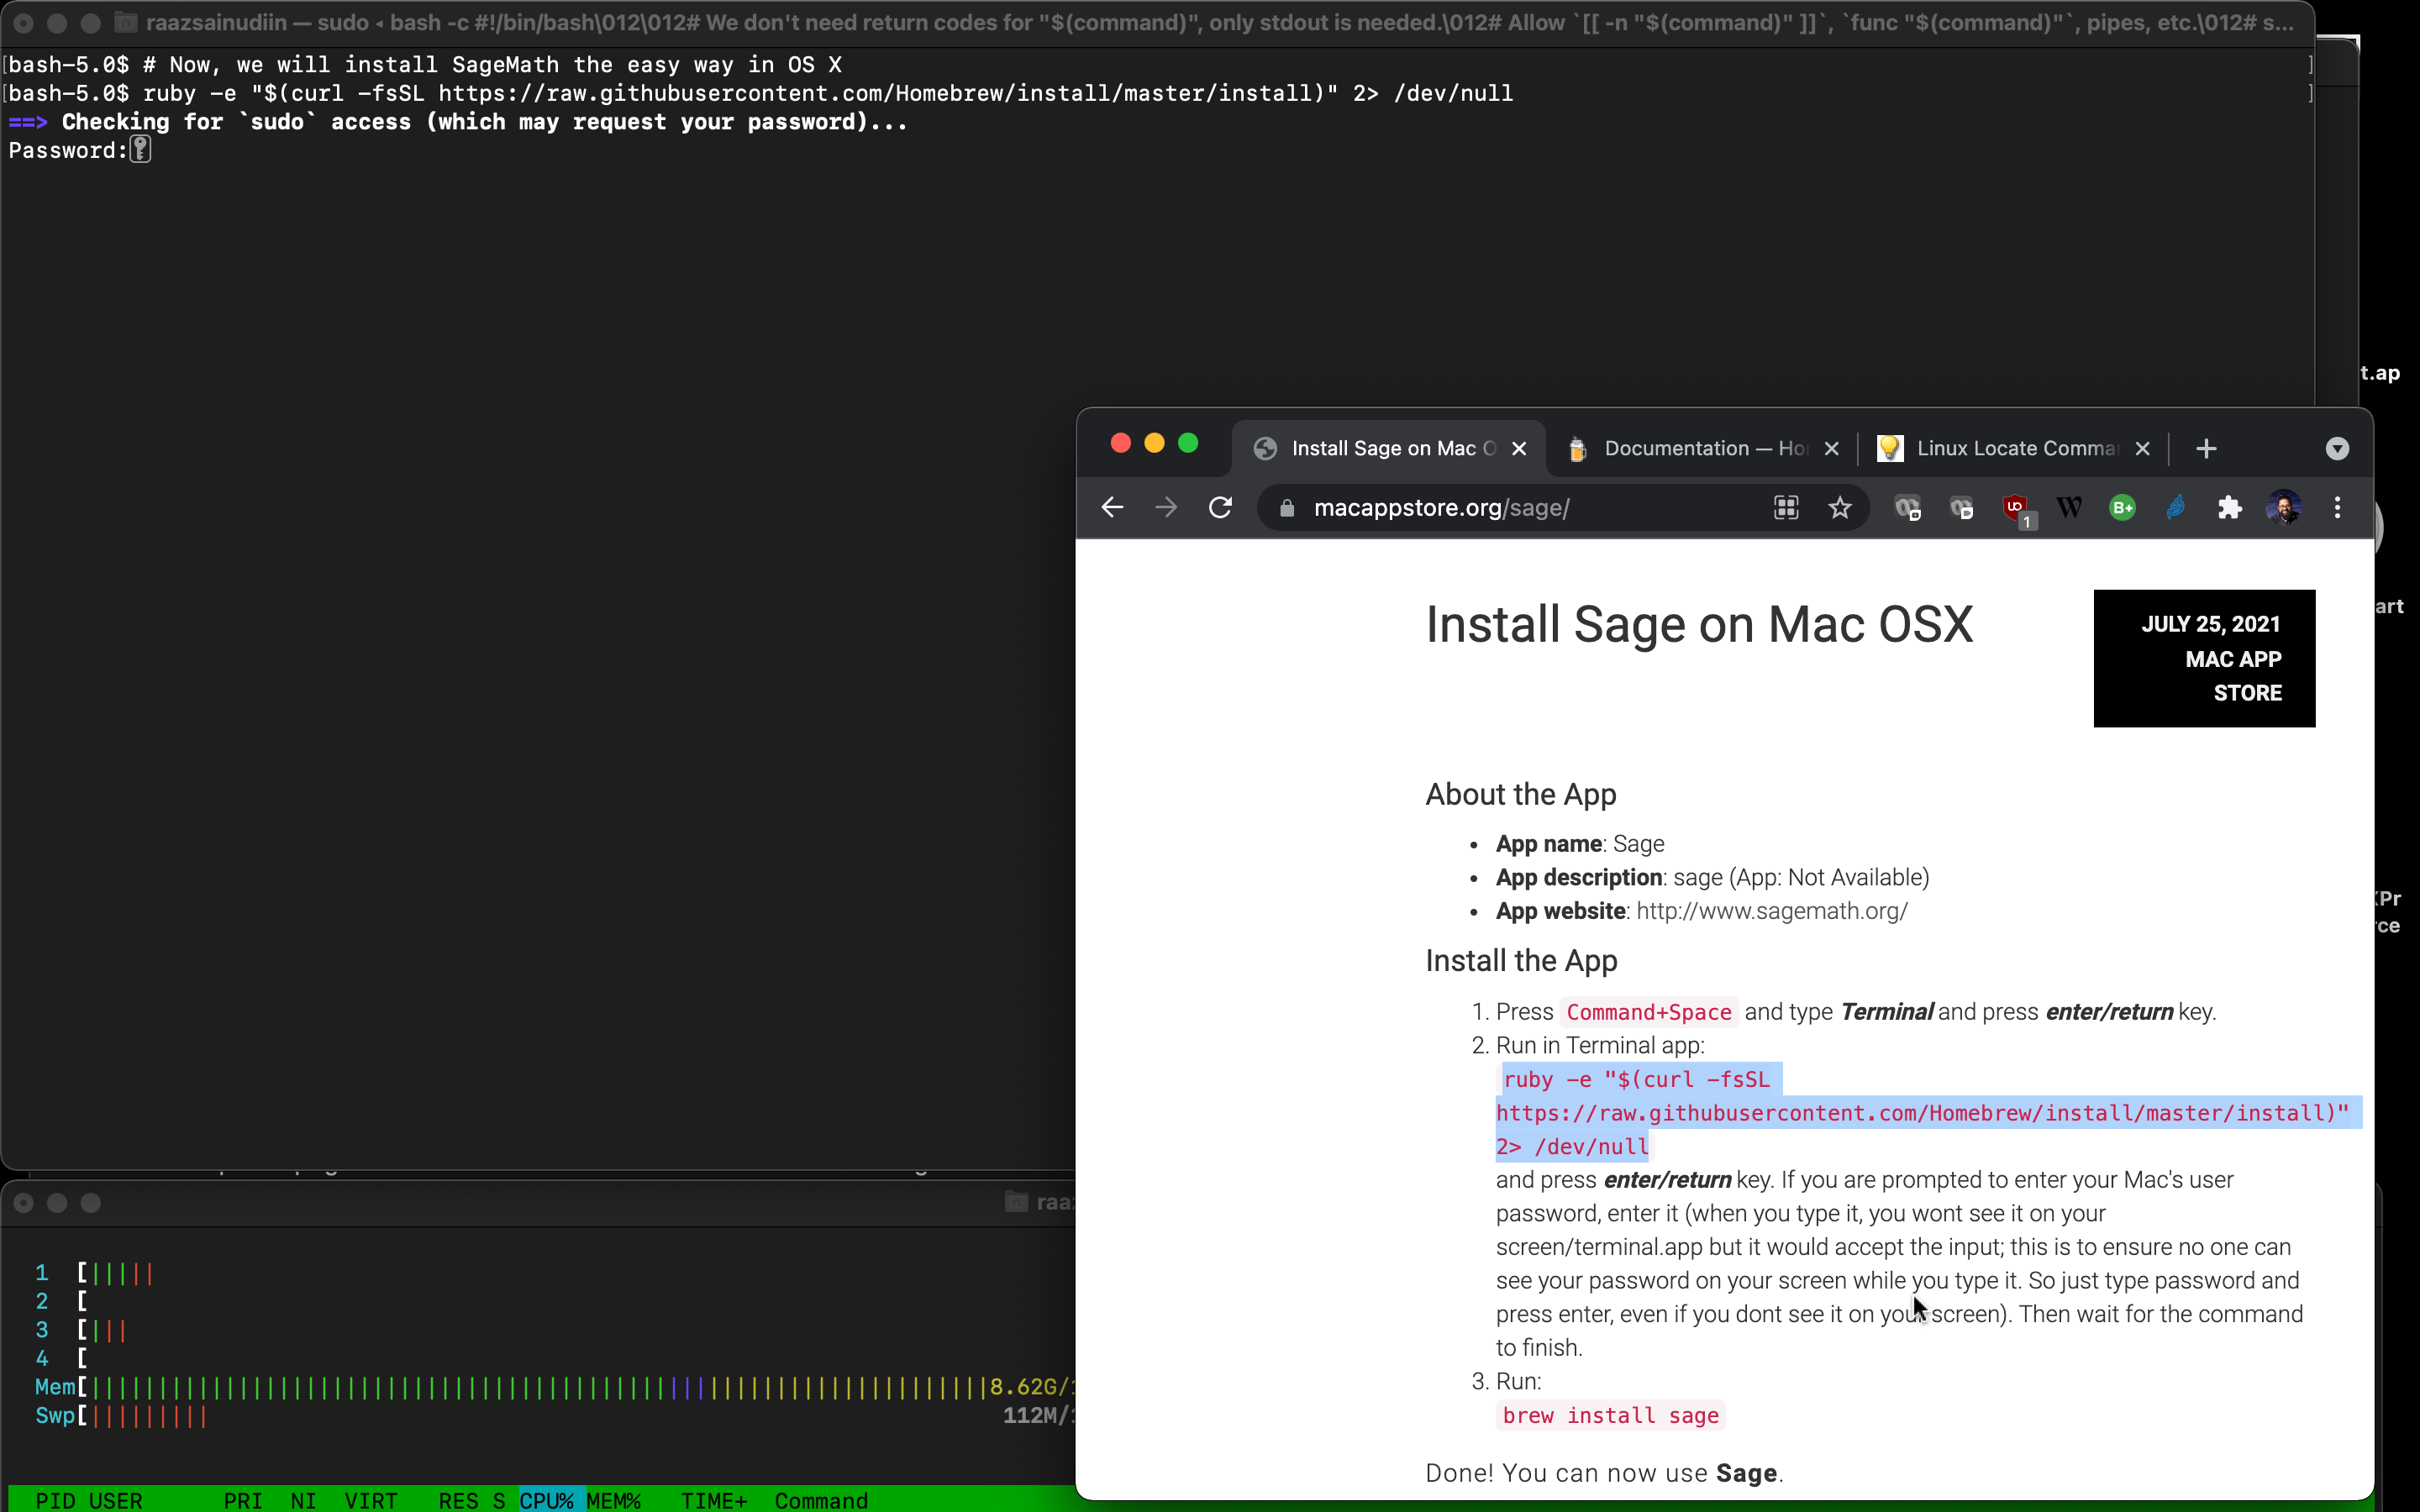 raazsainudiin — sudo ◂ bash -c #!/bin/bash\012\012# We don't need return codes for "$(command)", only stdout is needed.\012# Allow `[[ -n "$(command)" ]]`, `func "$(command)"`, pipes, etc.\012# s...
[bash-5.0$ # Now, we will install SageMath the easy way in OS X ]
[bash-5.0$ ruby -e "$(curl -fsSL https://raw.githubusercontent.com/Homebrew/install/master/install)" 2> /dev/null ]
==> Checking for `sudo` access (which may request your password)...
Password:
t.ap
art
Pr
ce
Install Sage on Mac O
Documentation — Ho
Linux Locate Comma
macappstore.org/sage/
UO
1
W
B+
Install Sage on Mac OSX
JULY 25, 2021
MAC APP
STORE
About the App
• App name: Sage
• App description: sage (App: Not Available)
• App website: http://www.sagemath.org/
Install the App
1. Press Command+Space and type Terminal and press enter/return key.
2. Run in Terminal app:
ruby -e "$(curl -fsSL
https://raw.githubusercontent.com/Homebrew/install/master/install)"
2> /dev/null
and press enter/return key. If you are prompted to enter your Mac's user
password, enter it (when you type it, you wont see it on your
screen/terminal.app but it would accept the input; this is to ensure no one can
see your password on your screen while you type it. So just type password and
press enter, even if you dont see it on your screen). Then wait for the command
to finish.
3. Run:
brew install sage
Done! You can now use Sage.
raaz
1 [|||||
2 [
3 [|||
4 [
Mem[||||||||||||||||||||||||||||||||||||||||||||||||||||||||||||||||||||8.62G/
Swp[||||||||| 112M/
PID USER PRI NI VIRT RES S CPU% MEM% TIME+ Command